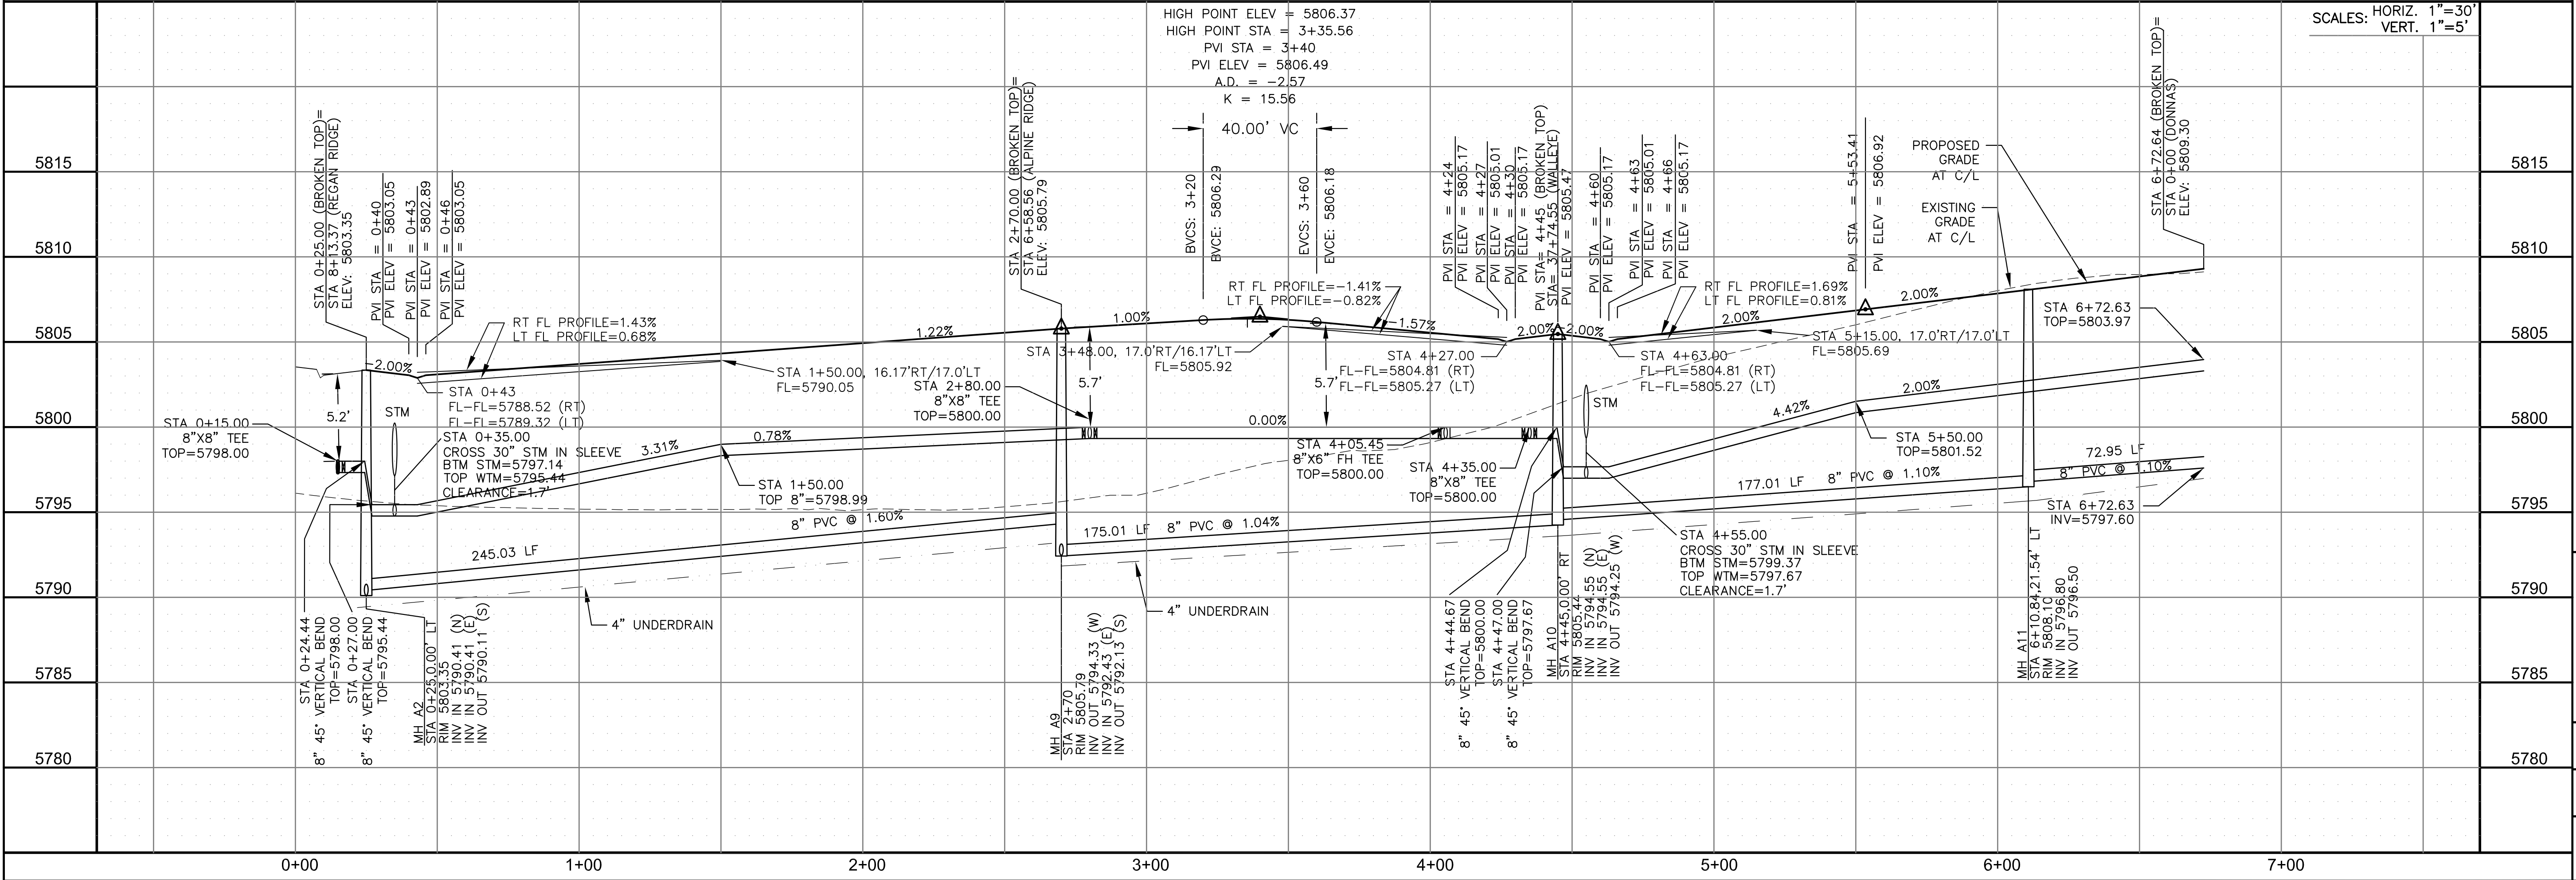 SCALES: HORIZ. 1"=30'
VERT. 1"=5'
HIGH POINT ELEV = 5806.37
HIGH POINT STA = 3+35.56
PVI STA = 3+40
PVI ELEV = 5806.49
A.D. = -2.57
K = 15.56
40.00' VC
BVCS: 3+20
BVCE: 5806.29
EVCS: 3+60
EVCE: 5806.18
STA 0+25.00 (BROKEN TOP)=
STA 8+13.37 (REGAN RIDGE)
ELEV: 5803.35
PVI STA = 0+40
PVI ELEV = 5803.05
PVI STA = 0+43
PVI ELEV = 5802.89
PVI STA = 0+46
PVI ELEV = 5803.05
STA 2+70.00 (BROKEN TOP)=
STA 6+58.56 (ALPINE RIDGE)
ELEV: 5805.79
PVI STA = 4+24
PVI ELEV = 5805.17
PVI STA = 4+27
PVI ELEV = 5805.01
PVI STA = 4+30
PVI ELEV = 5805.17
PVI STA= 4+45 (BROKEN TOP)
STA= 37+74.55 (WALLEYE)
PVI ELEV = 5805.47
PVI STA = 4+60
PVI ELEV = 5805.17
PVI STA = 4+63
PVI ELEV = 5805.01
PVI STA = 4+66
PVI ELEV = 5805.17
PVI STA = 5+53.41
PVI ELEV = 5806.92
PROPOSED
GRADE
AT C/L
EXISTING
GRADE
AT C/L
STA 6+72.64 (BROKEN TOP)=
STA 0+00 (DONNAS)
ELEV: 5809.30
5815
5810
5805
5800
5795
5790
5785
5780
5815
5810
5805
5800
5795
5790
5785
5780
RT FL PROFILE=1.43%
LT FL PROFILE=0.68%
-2.00%
1.22%
1.00%
RT FL PROFILE=-1.41%
LT FL PROFILE=-0.82%
-1.57%
2.00%
-2.00%
RT FL PROFILE=1.69%
LT FL PROFILE=0.81%
2.00%
2.00%
STA 6+72.63
TOP=5803.97
STA 0+15.00
8"X8" TEE
TOP=5798.00
5.2'
STM
STA 0+43
FL-FL=5788.52 (RT)
FL-FL=5789.32 (LT)
STA 0+35.00
CROSS 30" STM IN SLEEVE
BTM STM=5797.14
TOP WTM=5795.44
CLEARANCE=1.7'
STA 1+50.00, 16.17'RT/17.0'LT
FL=5790.05
3.31%
0.78%
STA 1+50.00
TOP 8"=5798.99
STA 2+80.00
8"X8" TEE
TOP=5800.00
5.7'
STA 3+48.00, 17.0'RT/16.17'LT
FL=5805.92
5.7'
0.00%
STA 4+27.00
FL-FL=5804.81 (RT)
FL-FL=5805.27 (LT)
STA 4+05.45
8"X6" FH TEE
TOP=5800.00
STA 4+35.00
8"X8" TEE
TOP=5800.00
STM
STA 4+63.00
FL-FL=5804.81 (RT)
FL-FL=5805.27 (LT)
STA 5+15.00, 17.0'RT/17.0'LT
FL=5805.69
4.42%
2.00%
STA 5+50.00
TOP=5801.52
245.03 LF
8" PVC @ 1.60%
175.01 LF 8" PVC @ 1.04%
177.01 LF 8" PVC @ 1.10%
72.95 LF
8" PVC @ 1.10%
STA 6+72.63
INV=5797.60
STA 4+55.00
CROSS 30" STM IN SLEEVE
BTM STM=5799.37
TOP WTM=5797.67
CLEARANCE=1.7'
4" UNDERDRAIN
4" UNDERDRAIN
STA 0+24.44
8" 45° VERTICAL BEND
TOP=5798.00
STA 0+27.00
8" 45° VERTICAL BEND
TOP=5795.44
MH A2
STA 0+25,0.00' LT
RIM 5803.35
INV IN 5790.41 (N)
INV IN 5790.41 (E)
INV OUT 5790.11 (S)
MH A9
STA 2+70
RIM 5805.79
INV OUT 5794.33 (W)
INV IN 5792.43 (E)
INV OUT 5792.13 (S)
STA 4+44.67
8" 45° VERTICAL BEND
TOP=5800.00
STA 4+47.00
8" 45° VERTICAL BEND
TOP=5797.67
MH A10
STA 4+45,0.00' RT
RIM 5805.44
INV IN 5794.55 (N)
INV IN 5794.55 (E)
INV OUT 5794.25 (W)
MH A11
STA 6+10.84,21.54' LT
RIM 5808.10
INV IN 5796.80
INV OUT 5796.50
0+00
1+00
2+00
3+00
4+00
5+00
6+00
7+00